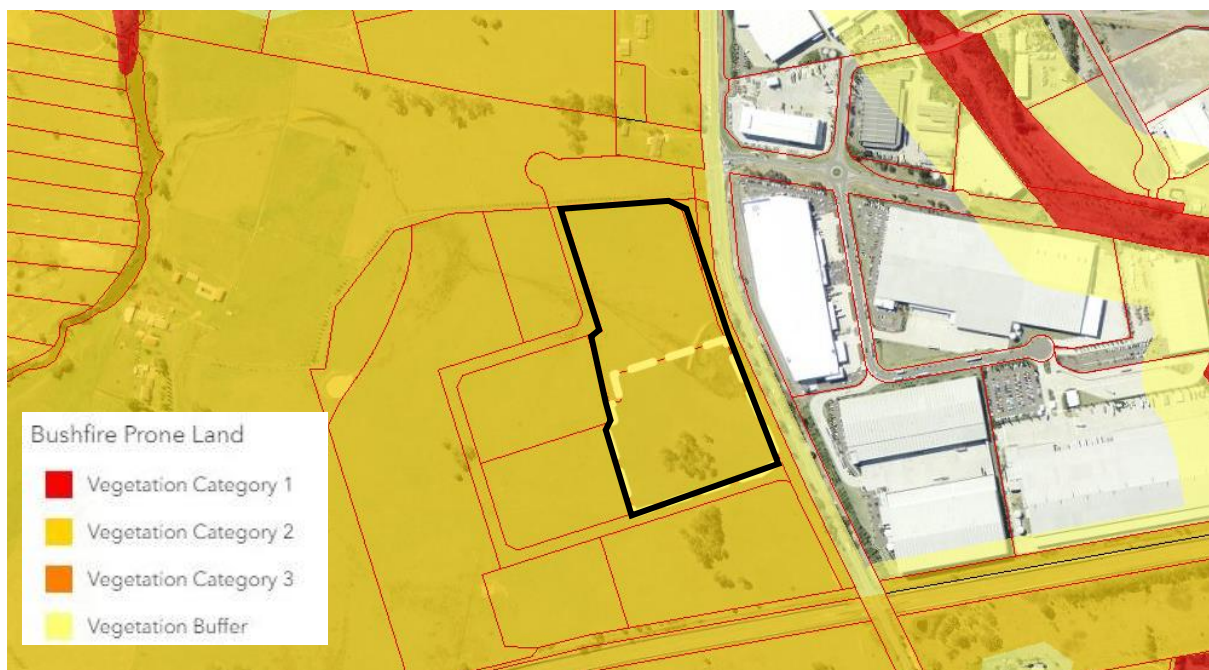 Bushfire Prone Land
Vegetation Category 1
Vegetation Category 2
Vegetation Category 3
Vegetation Buffer